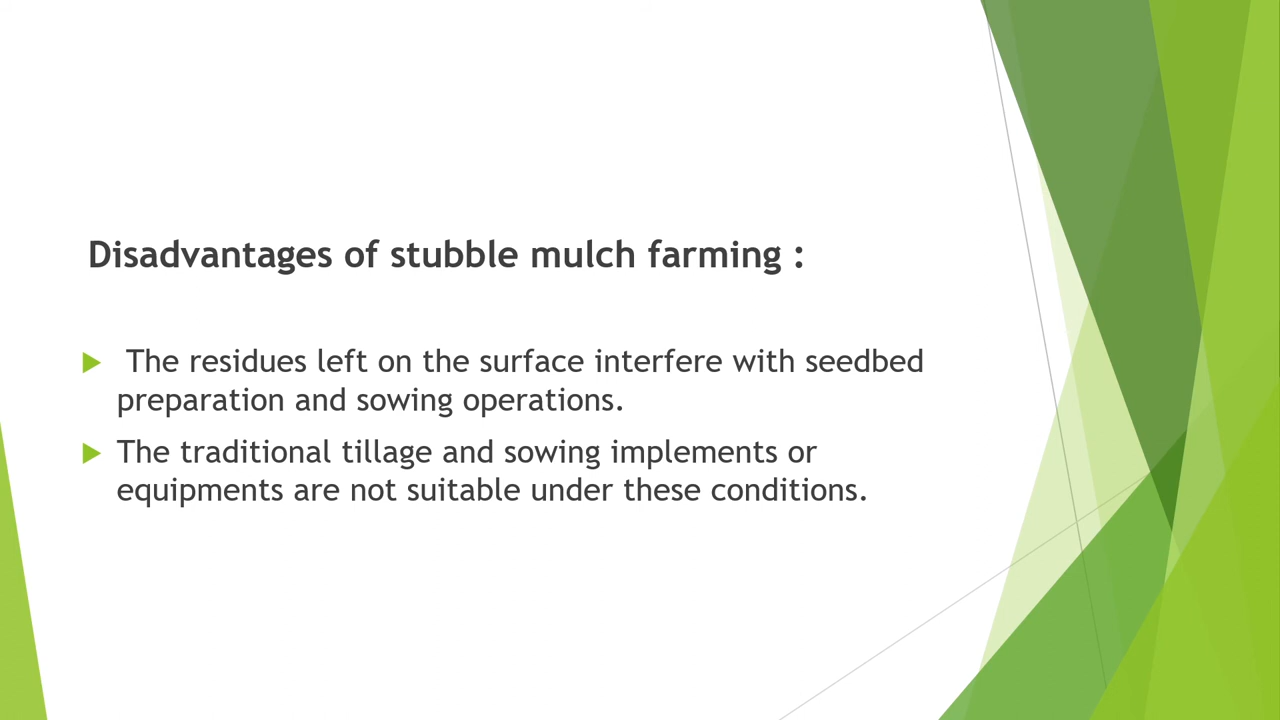 Disadvantages of stubble mulch farming :
The residues left on the surface interfere with seedbed
preparation and sowing operations.
The traditional tillage and sowing implements or
equipments are not suitable under these conditions.